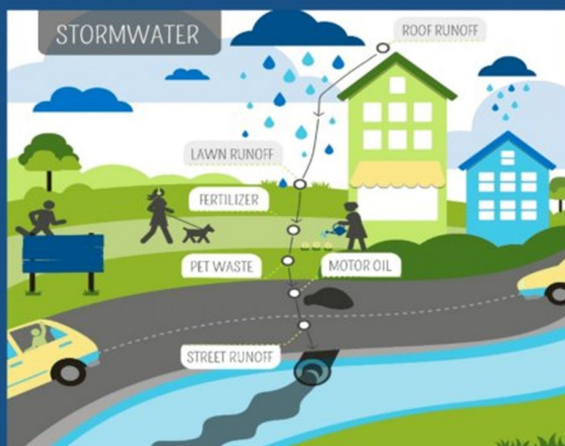 STORMWATER
ROOF RUNOFF
LAWN RUNOFF
FERTILIZER
PET WASTE
MOTOR OIL
STREET RUNOFF